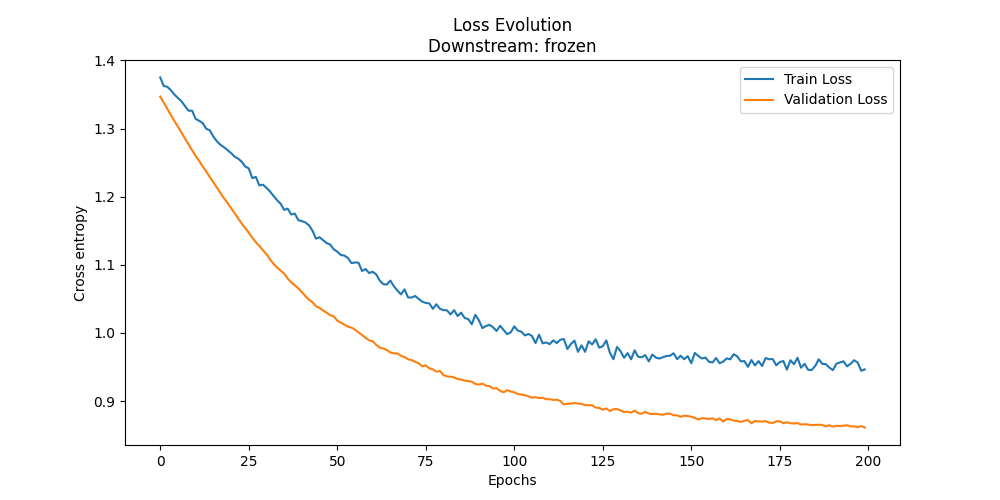 Loss Evolution
Downstream: frozen
Train Loss
Validation Loss
Cross entropy
1.4
1.3
1.2
1.1
1.0
0.9
0 25 50 75 100 125 150 175 200
Epochs